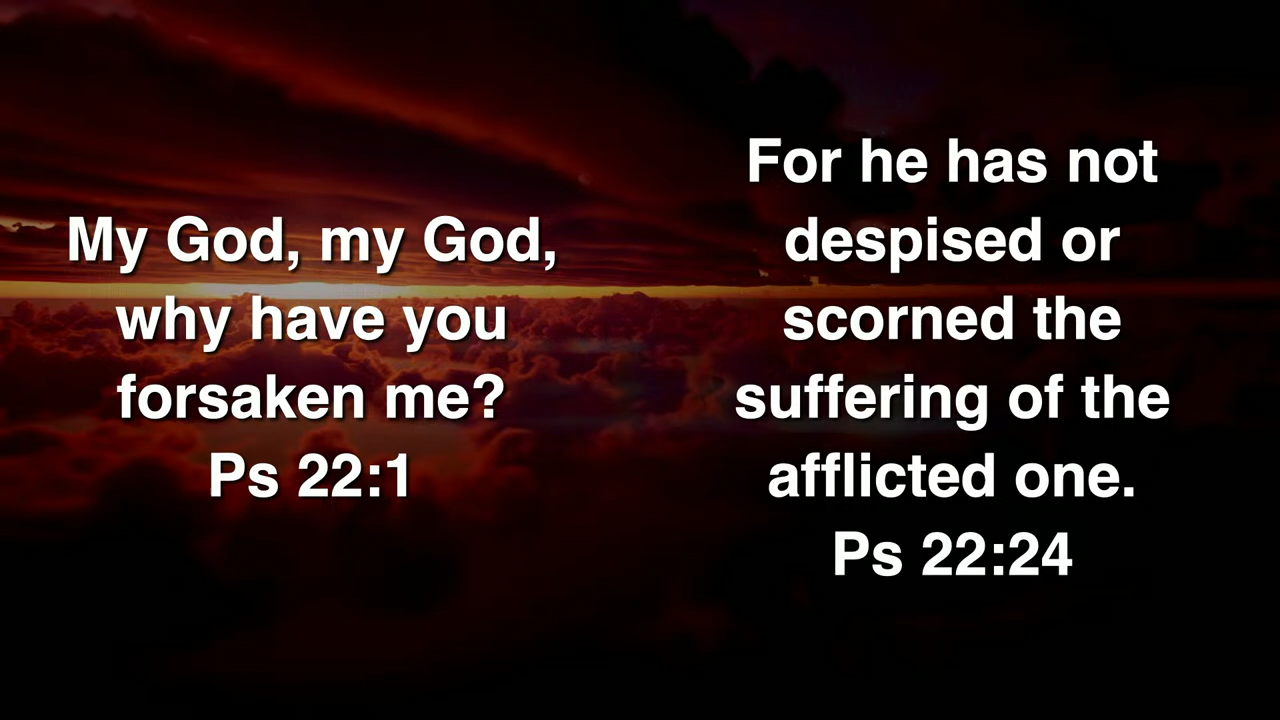 My God, my God,
why have you
forsaken me?
Ps 22:1
For he has not
despised or
scorned the
suffering of the
afflicted one.
Ps 22:24